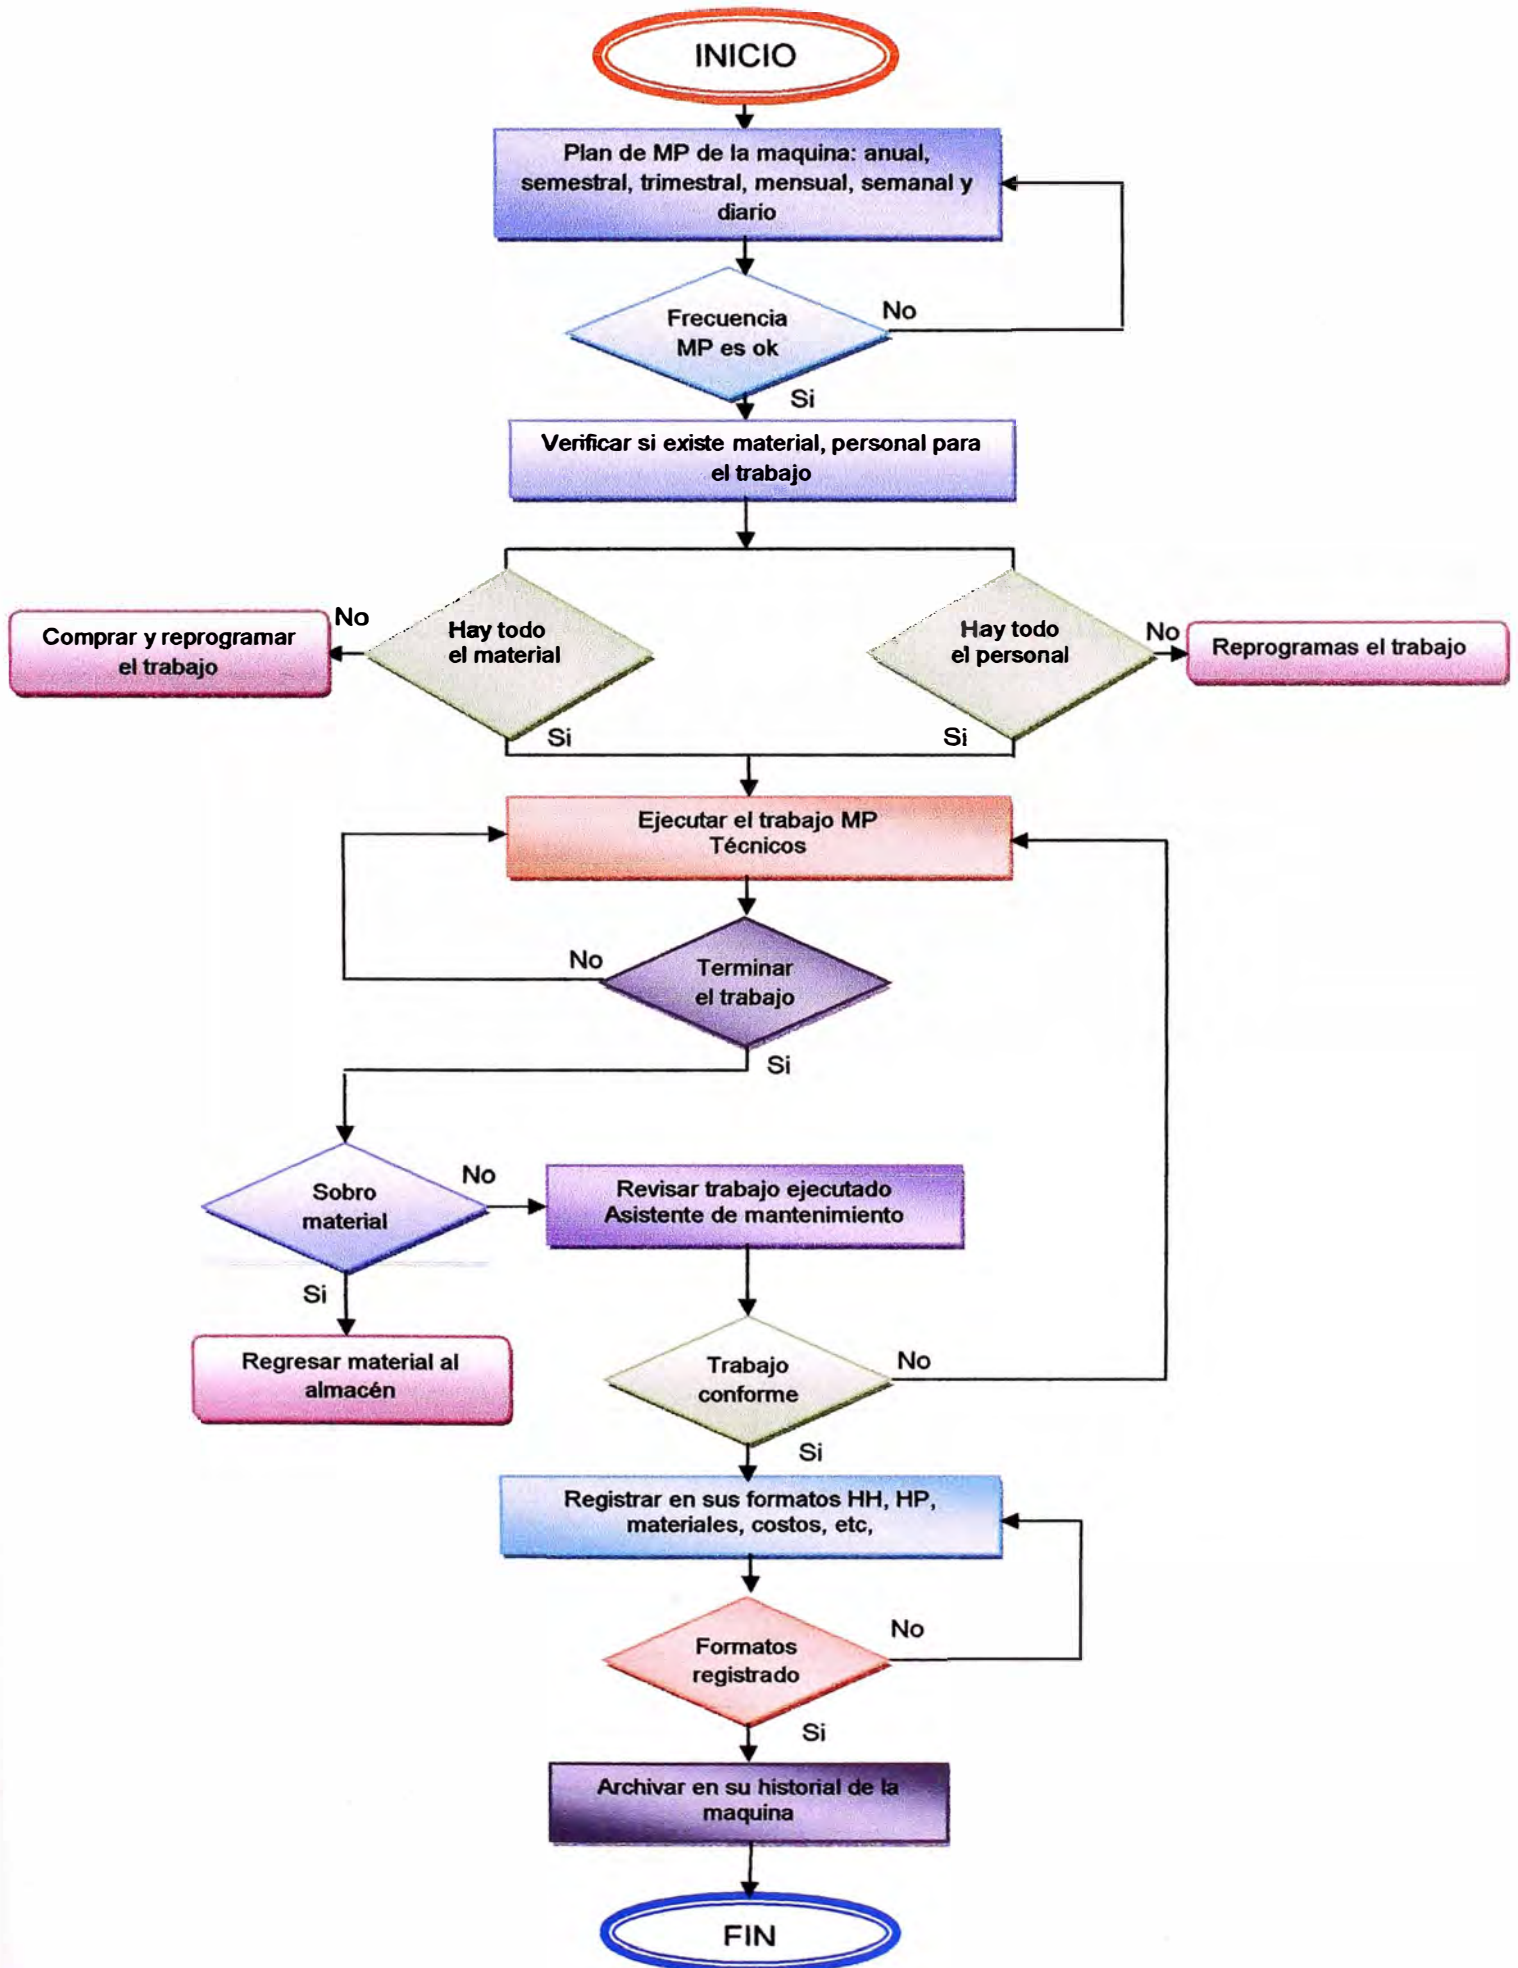 INICIO
Plan de MP de la maquina: anual,
semestral, trimestral, mensual, semanal y
diario
Frecuencia
MP es ok
No
Si
Verificar si existe material, personal para
el trabajo
Comprar y reprogramar
el trabajo
No
Hay todo
el material
Si
Hay todo
el personal
No
Si
Reprogramas el trabajo
Ejecutar el trabajo MP
Técnicos
No
Terminar
el trabajo
Si
Sobro
material
No
Si
Revisar trabajo ejecutado
Asistente de mantenimiento
Regresar material al
almacén
Trabajo
conforme
No
Si
Registrar en sus formatos HH, HP,
materiales, costos, etc,
Formatos
registrado
No
Si
Archivar en su historial de la
maquina
FIN